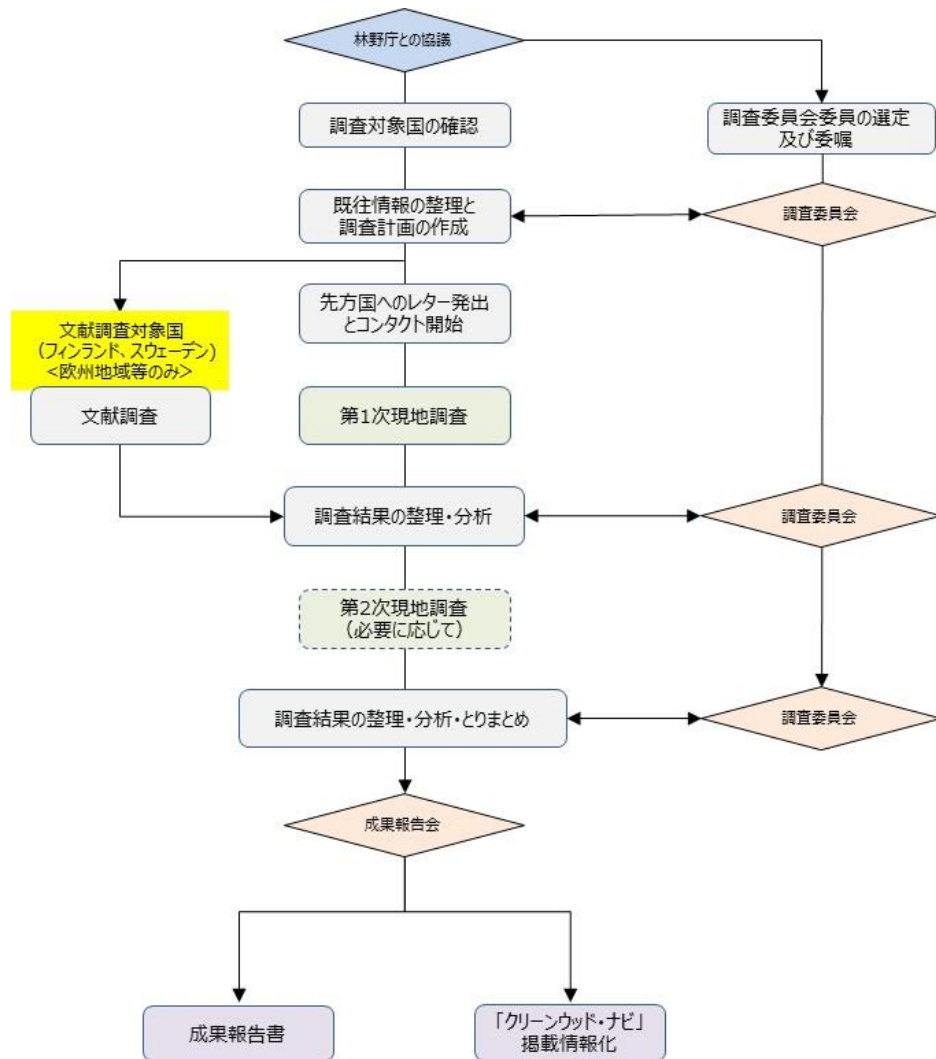 林野庁との協議
調査対象国の確認
調査委員会委員の選定
及び委嘱
既往情報の整理と
調査計画の作成
調査委員会
先方国へのレター発出
とコンタクト開始
文献調査対象国
(フィンランド、スウェーデン)
<欧州地域等のみ>
文献調査
第1次現地調査
調査結果の整理・分析
調査委員会
第2次現地調査
(必要に応じて)
調査結果の整理・分析・とりまとめ
調査委員会
成果報告会
成果報告書
「クリーンウッド・ナビ」
掲載情報化